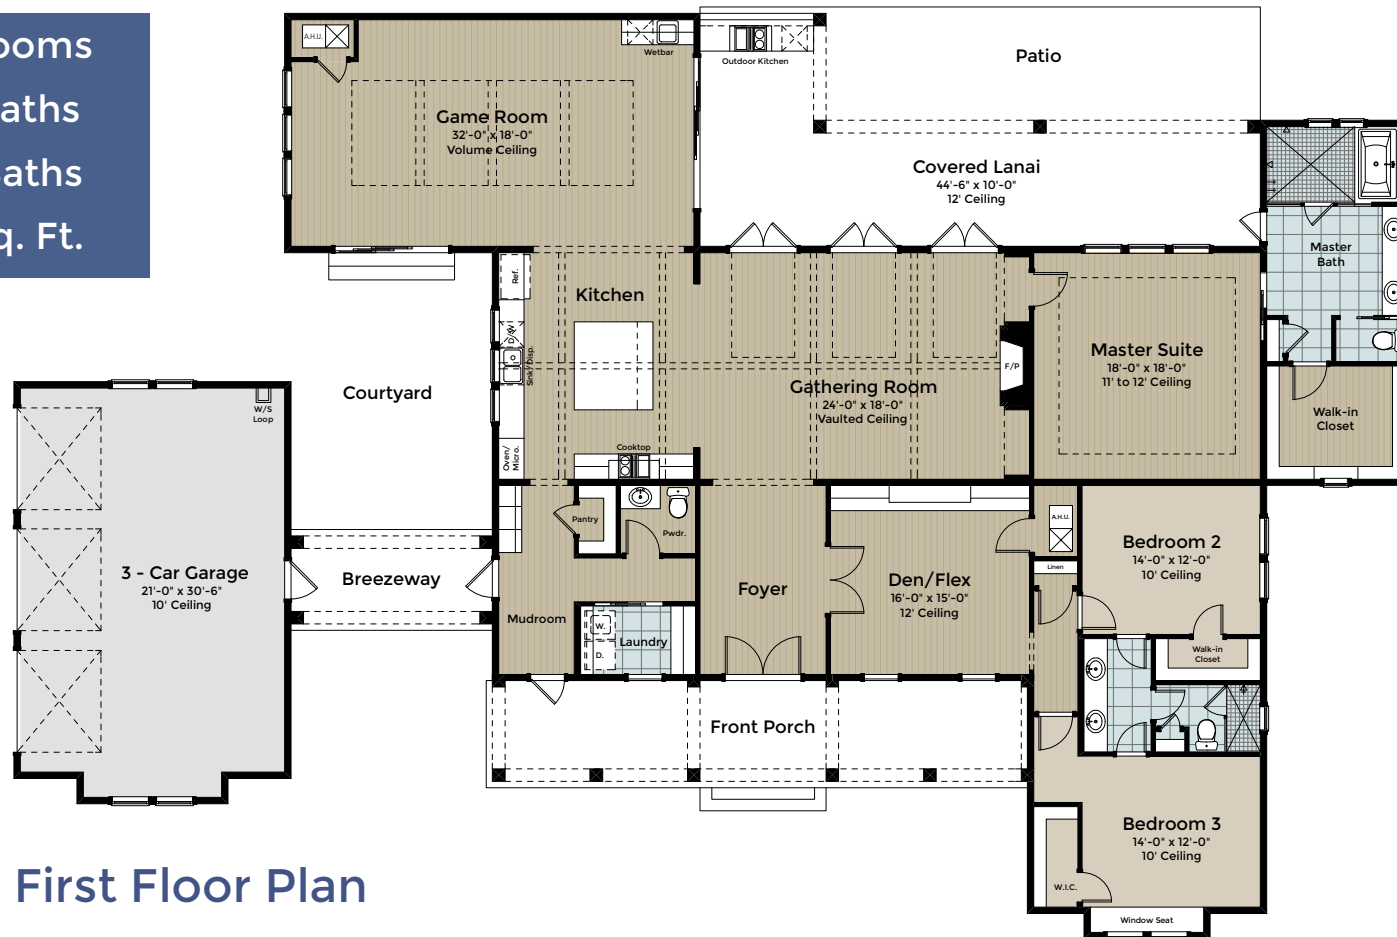 ooms
aths
aths
q. Ft.
A.H.U.
Wetbar
Outdoor Kitchen
Patio
Game Room
32'-0" x 18'-0"
Volume Ceiling
Covered Lanai
44'-6" x 10'-0"
12' Ceiling
Master
Bath
Ref.
Kitchen
D/W
Sink/Disp.
Courtyard
Gathering Room
24'-0" x 18'-0"
Vaulted Ceiling
F/P
Master Suite
18'-0" x 18'-0"
11' to 12' Ceiling
Walk-in
Closet
W/S
Loop
Oven/
Micro.
Cooktop
Pantry
Pwdr.
A.H.U.
Linen
Bedroom 2
14'-0" x 12'-0"
10' Ceiling
3 - Car Garage
21'-0" x 30'-6"
10' Ceiling
Breezeway
Foyer
Den/Flex
16'-0" x 15'-0"
12' Ceiling
Mudroom
W.
D.
Laundry
Walk-in
Closet
Front Porch
Bedroom 3
14'-0" x 12'-0"
10' Ceiling
W.I.C.
Window Seat
First Floor Plan